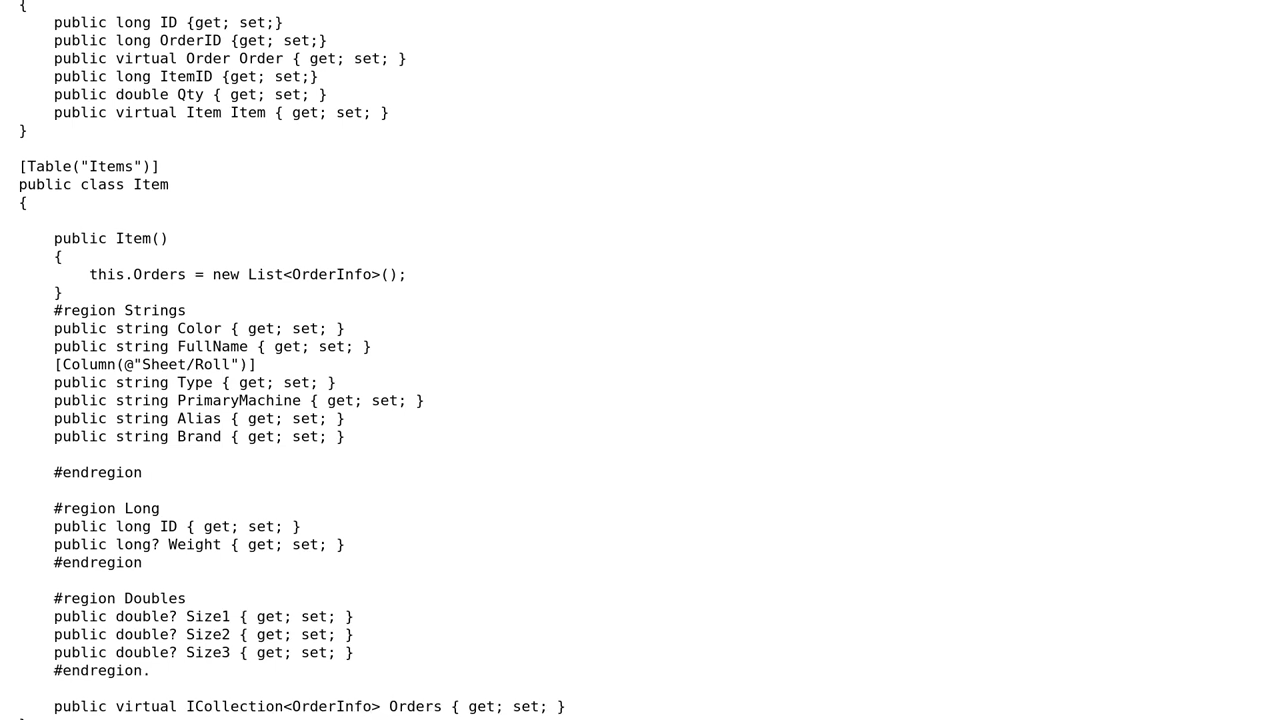 {
    public long ID {get; set;}
    public long OrderID {get; set;}
    public virtual Order Order { get; set; }
    public long ItemID {get; set;}
    public double Qty { get; set; }
    public virtual Item Item { get; set; }
}

[Table("Items")]
public class Item
{

    public Item()
    {
        this.Orders = new List<OrderInfo>();
    }
    #region Strings
    public string Color { get; set; }
    public string FullName { get; set; }
    [Column(@"Sheet/Roll")]
    public string Type { get; set; }
    public string PrimaryMachine { get; set; }
    public string Alias { get; set; }
    public string Brand { get; set; }

    #endregion

    #region Long
    public long ID { get; set; }
    public long? Weight { get; set; }
    #endregion

    #region Doubles
    public double? Size1 { get; set; }
    public double? Size2 { get; set; }
    public double? Size3 { get; set; }
    #endregion.

    public virtual ICollection<OrderInfo> Orders { get; set; }
}